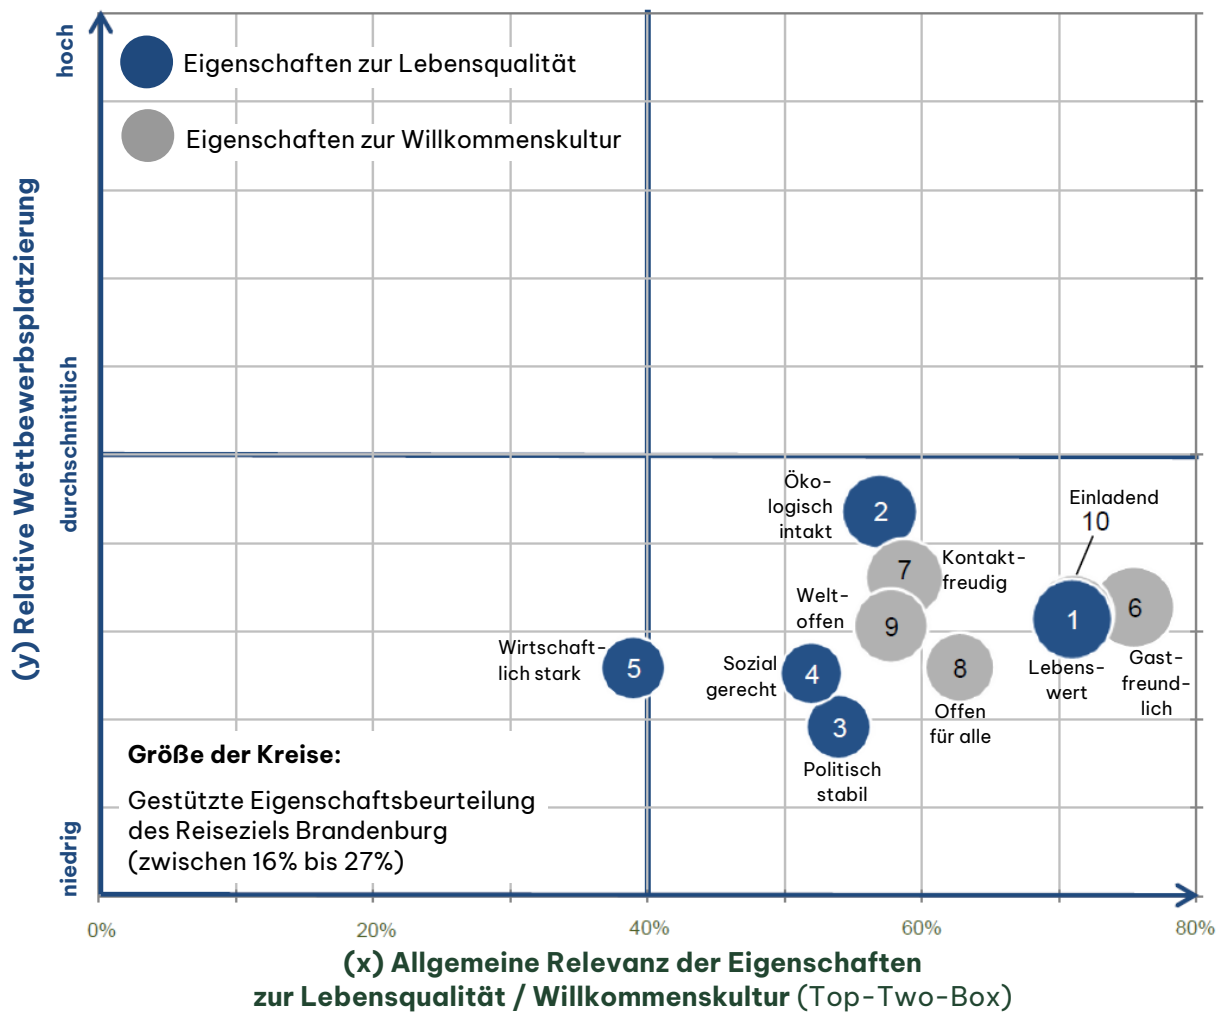 hoch
Eigenschaften zur Lebensqualität
Eigenschaften zur Willkommenskultur
(y) Relative Wettbewerbsplatzierung
durchschnittlich
niedrig
Öko-
logisch
intakt
2
Einladend
10
7
Kontakt-
freudig
Welt-
offen
9
1
6
Lebens-
wert
Gast-
freund-
lich
Wirtschaft-
lich stark
5
Sozial
gerecht
4
8
Offen
für alle
3
Politisch
stabil
Größe der Kreise:
Gestützte Eigenschaftsbeurteilung
des Reiseziels Brandenburg
(zwischen 16% bis 27%)
0%
20%
40%
60%
80%
(x) Allgemeine Relevanz der Eigenschaften
zur Lebensqualität / Willkommenskultur (Top-Two-Box)